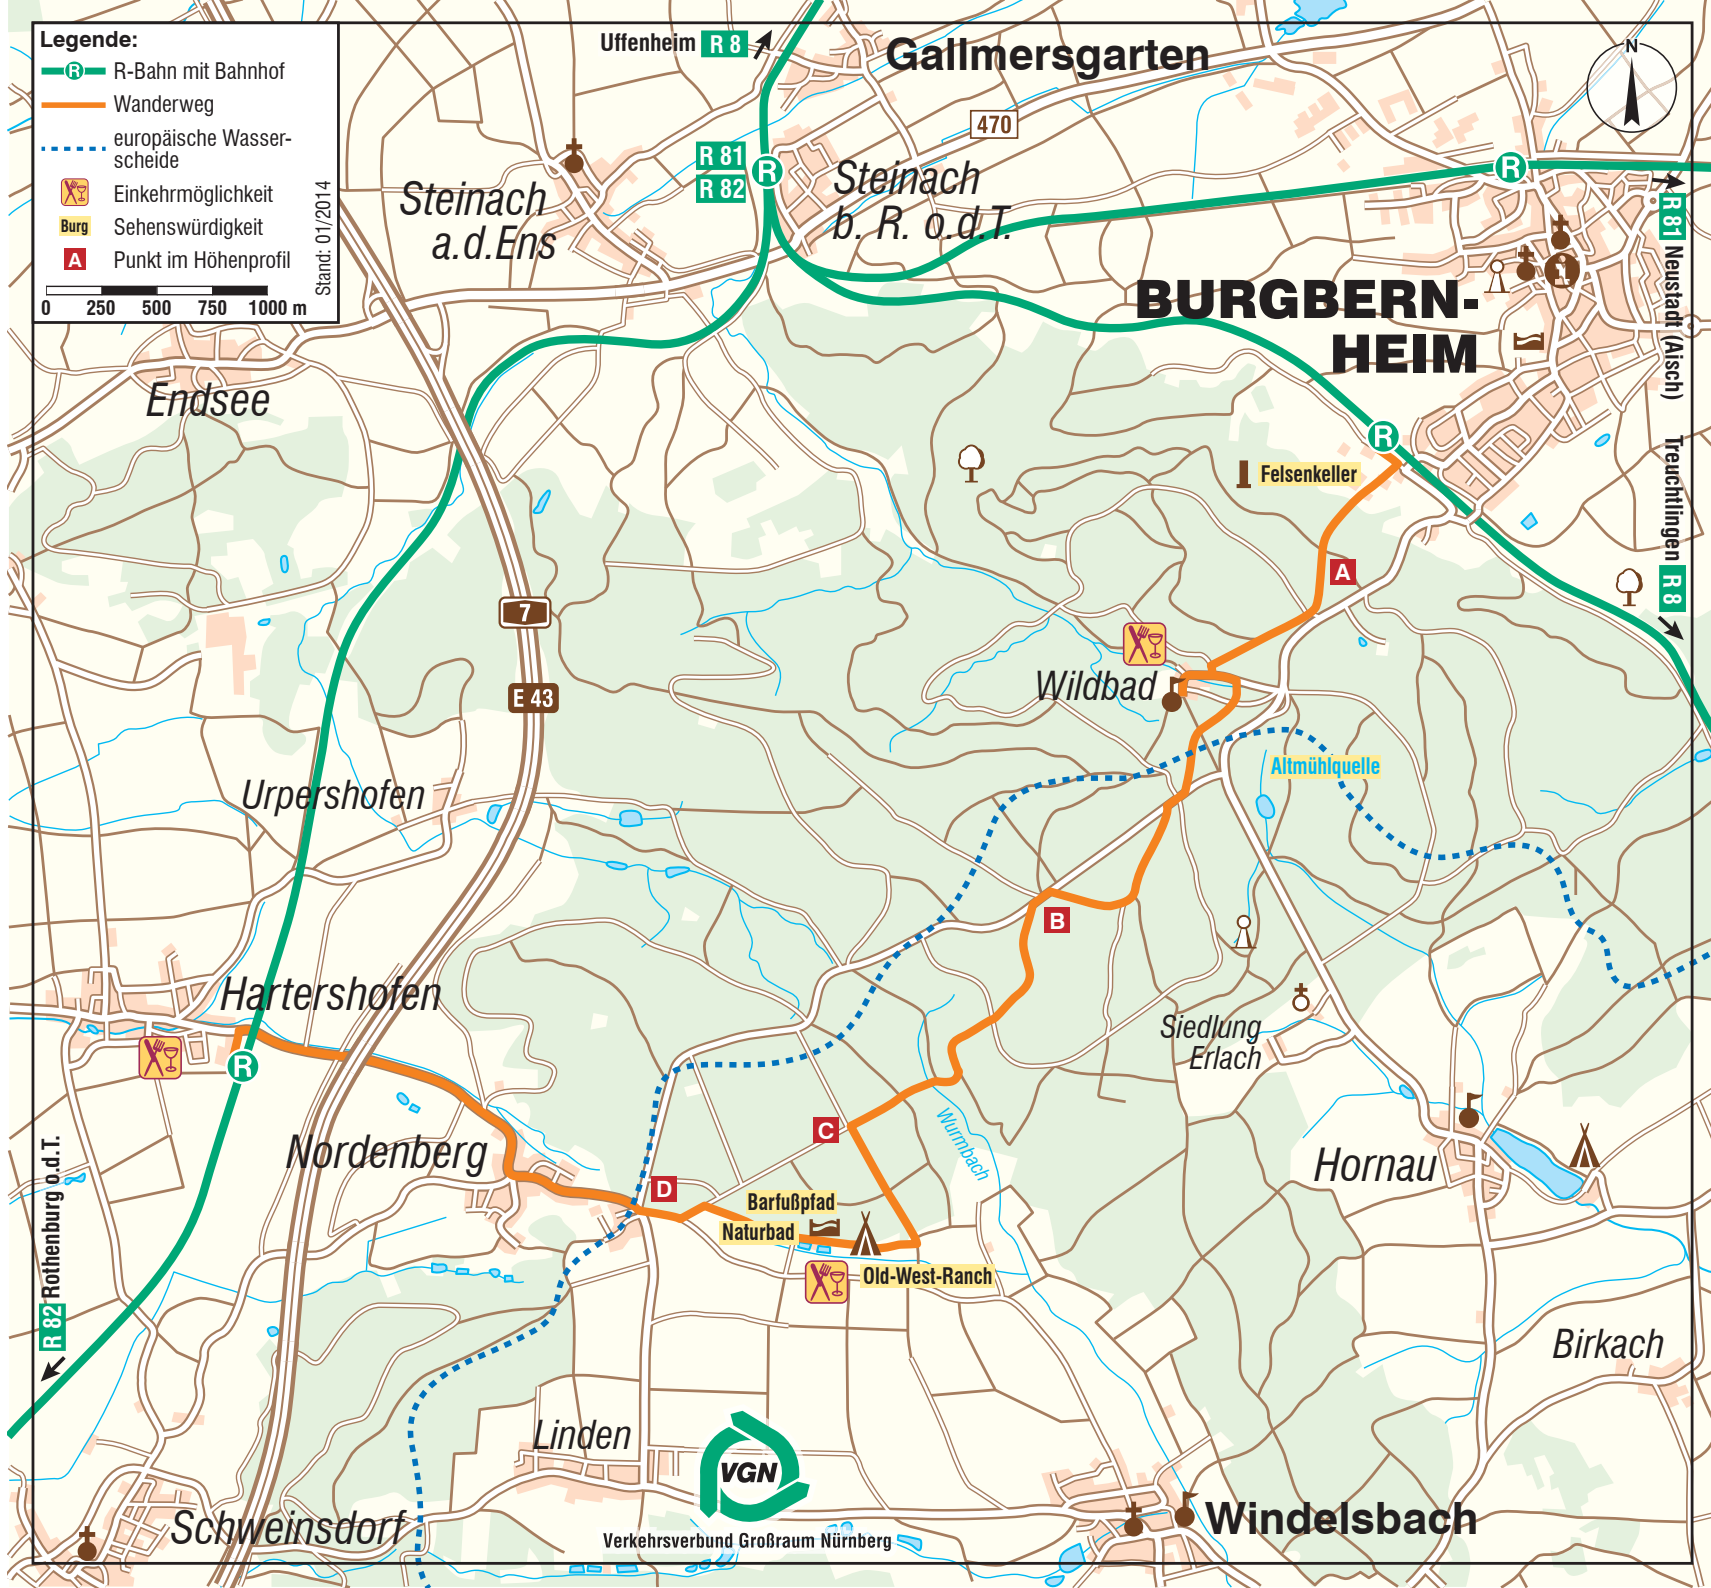 Legende:
R-Bahn mit Bahnhof
Wanderweg
europäische Wasser-
scheide
Einkehrmöglichkeit
Burg Sehenswürdigkeit
A Punkt im Höhenprofil
0 250 500 750 1000 m
Stand: 01/2014
Uffenheim R 8
Gallmersgarten
N
470
R 81
R 82
R
R
Steinach
a.d.Ens
Steinach
b. R. o.d.T.
R 81 Neustadt (Aisch)
BURGBERN-
HEIM
Endsee
R
Felsenkeller
Treuchtlingen R 8
A
7
E 43
Wildbad
Altmühlquelle
Urpershofen
B
Hartershofen
R
Siedlung
Erlach
Wurmbach
C
Nordenberg
Hornau
D
Barfußpfad
Naturbad
Old-West-Ranch
R 82 Rothenburg o.d.T.
Birkach
Linden
VGN
Verkehrsverbund Großraum Nürnberg
Schweinsdorf
Windelsbach